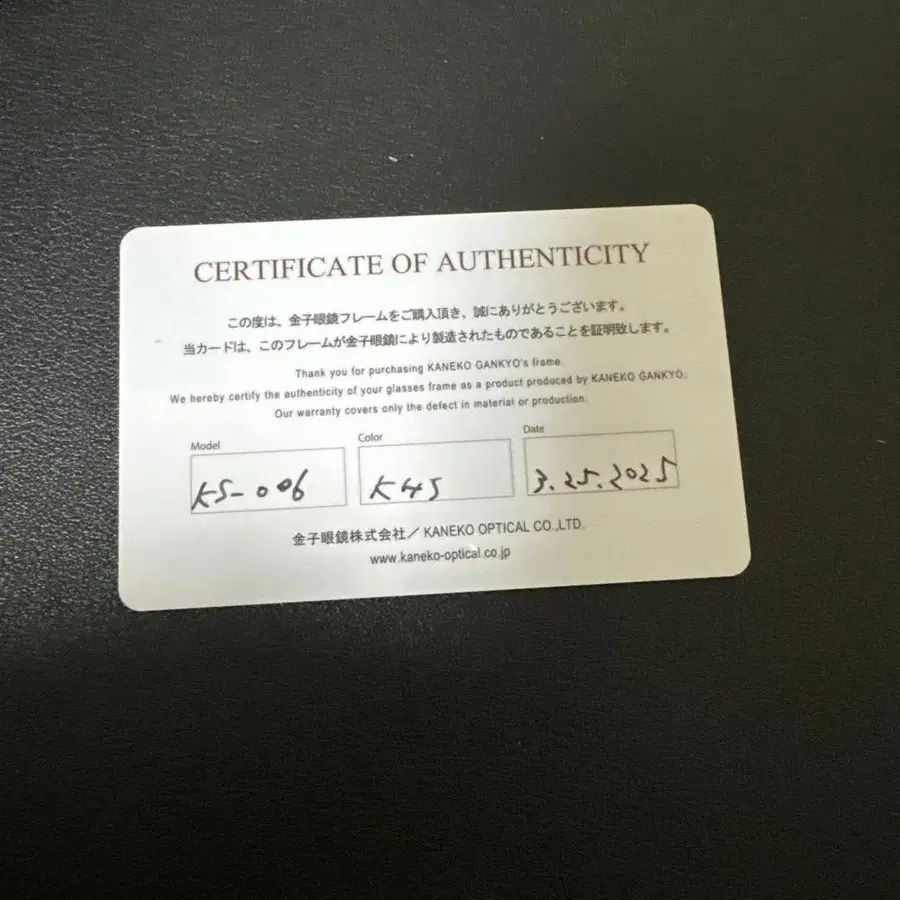 CERTIFICATE OF AUTHENTICITY
この度は、金子眼鏡フレームをご購入頂き、誠にありがとうございます。
当カードは、このフレームが金子眼鏡により製造されたものであることを証明致します。
Thank you for purchasing KANEKO GANKYO's frame.
We hereby certify the authenticity of your glasses frame as a product produced by KANEKO GANKYO.
Our warranty covers only the defect in material or production.
Model Color Date
KS-006 K4S 3.25.2025
金子眼鏡株式会社／KANEKO OPTICAL CO.,LTD.
www.kaneko-optical.co.jp